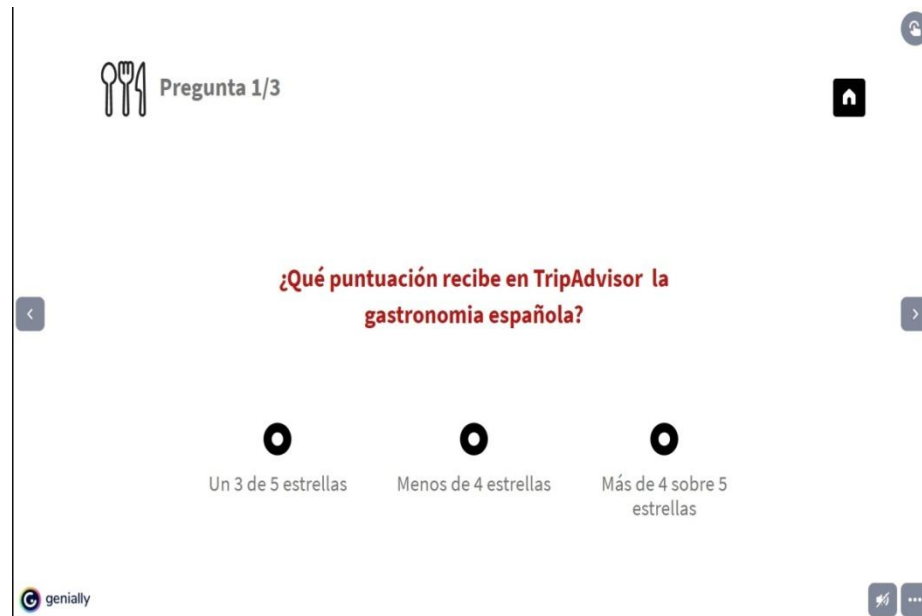 Pregunta 1/3
¿Qué puntuación recibe en TripAdvisor la
gastronomia española?
Un 3 de 5 estrellas
Menos de 4 estrellas
Más de 4 sobre 5
estrellas
genially